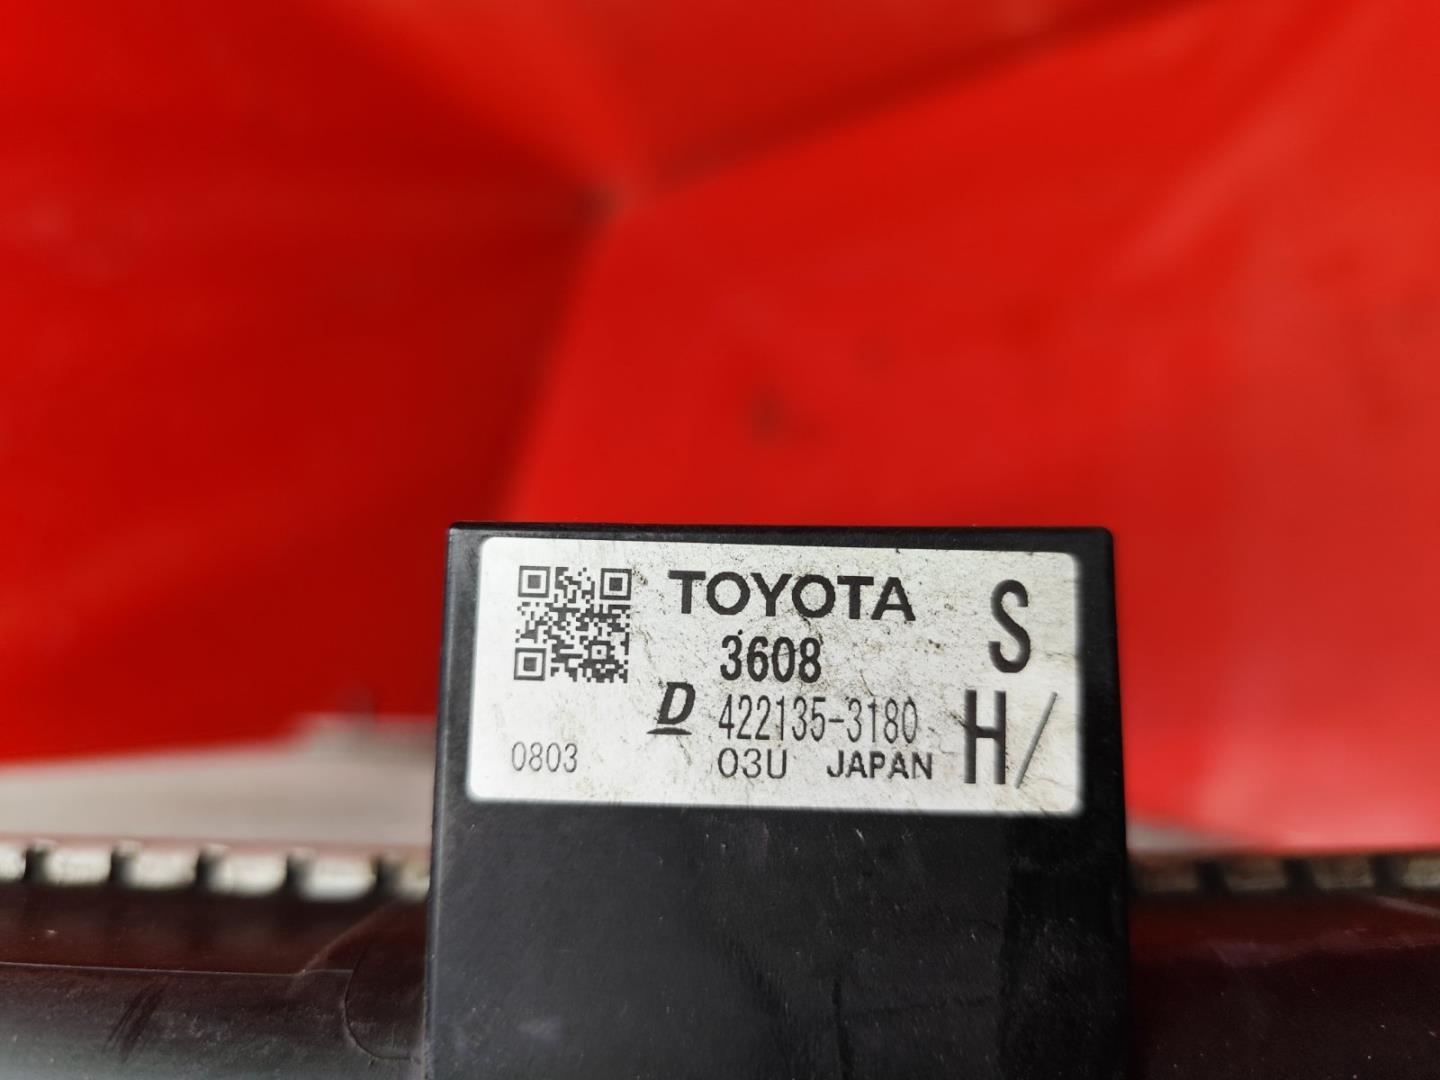 TOYOTA S
3608
D 422135-3180 H/
0803 03U JAPAN